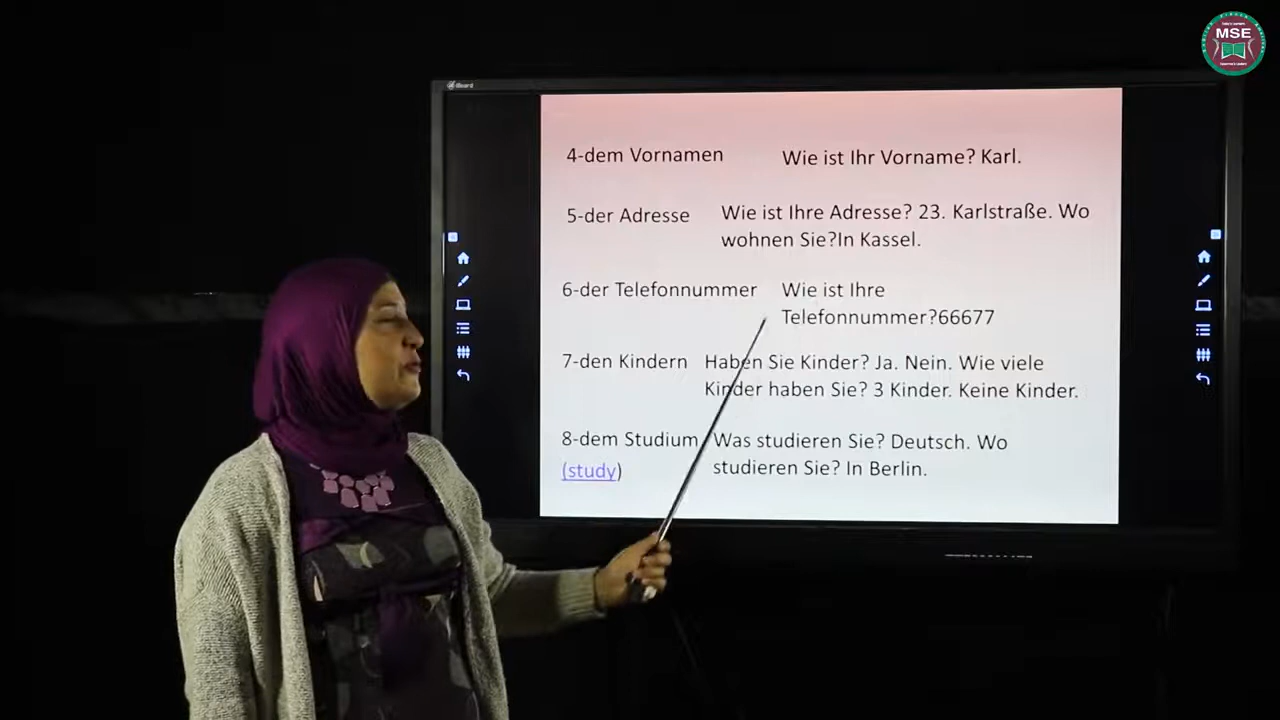 MSE
4-dem Vornamen
Wie ist Ihr Vorname? Karl.
5-der Adresse
Wie ist Ihre Adresse? 23. Karlstraße. Wo
wohnen Sie?In Kassel.
6-der Telefonnummer
Wie ist Ihre
Telefonnummer?66677
7-den Kindern
Haben Sie Kinder? Ja. Nein. Wie viele
Kinder haben Sie? 3 Kinder. Keine Kinder.
8-dem Studium
(study)
Was studieren Sie? Deutsch. Wo
studieren Sie? In Berlin.